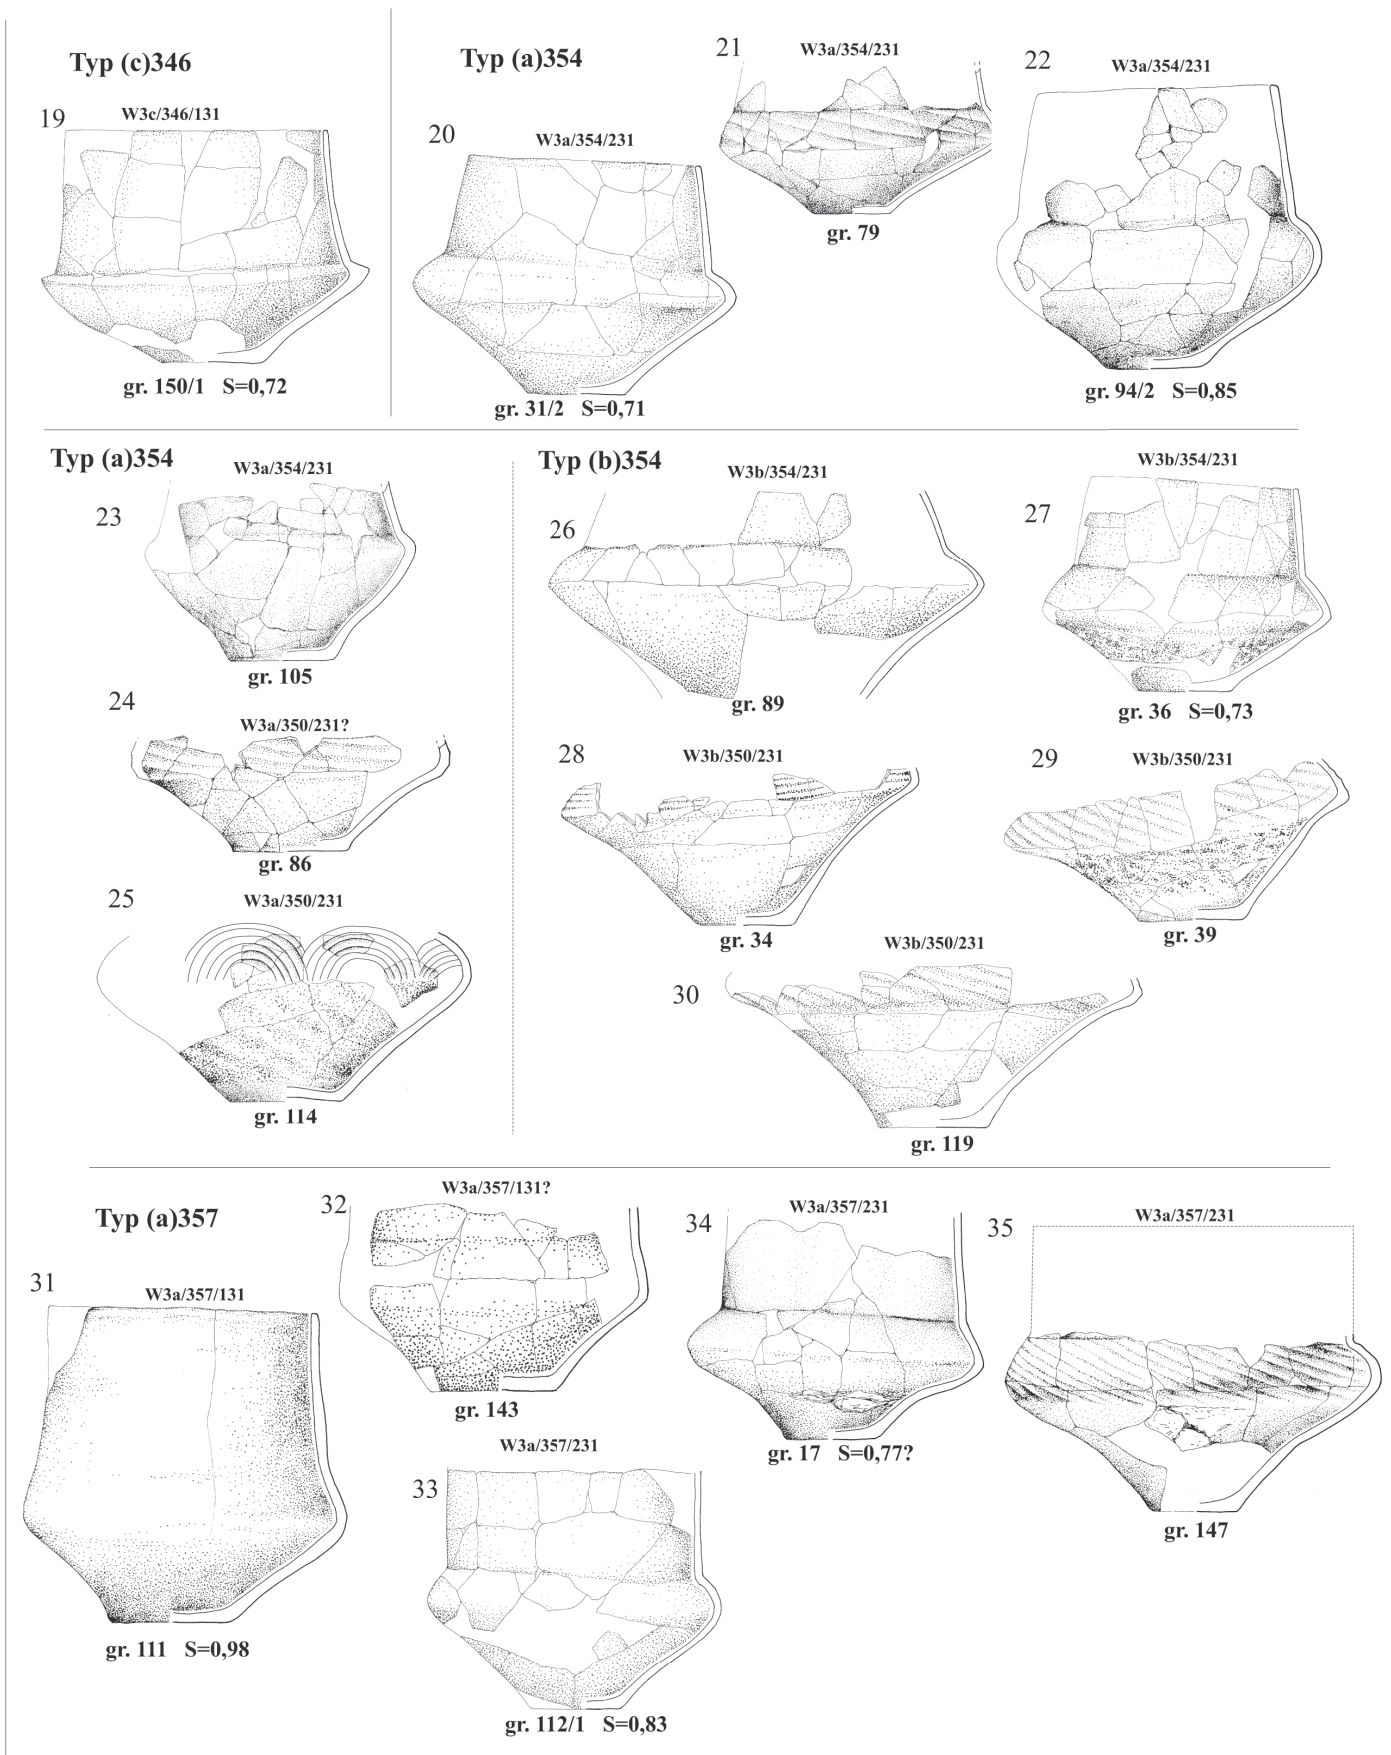 Typ (c)346
19
W3c/346/131
gr. 150/1 S=0,72
Typ (a)354
20
W3a/354/231
gr. 31/2 S=0,71
21
W3a/354/231
gr. 79
22
W3a/354/231
gr. 94/2 S=0,85
Typ (a)354
23
W3a/354/231
gr. 105
24
W3a/350/231?
gr. 86
25
W3a/350/231
gr. 114
Typ (b)354
26
W3b/354/231
gr. 89
27
W3b/354/231
gr. 36 S=0,73
28
W3b/350/231
gr. 34
29
W3b/350/231
gr. 39
30
W3b/350/231
gr. 119
Typ (a)357
31
W3a/357/131
gr. 111 S=0,98
32
W3a/357/131?
gr. 143
33
W3a/357/231
gr. 112/1 S=0,83
34
W3a/357/231
gr. 17 S=0,77?
35
W3a/357/231
gr. 147